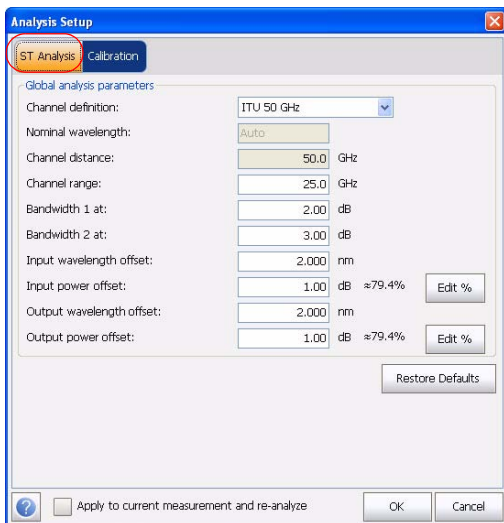 Analysis Setup
ST Analysis Calibration
Global analysis parameters
Channel definition: ITU 50 GHz
Nominal wavelength: Auto
Channel distance: 50.0 GHz
Channel range: 25.0 GHz
Bandwidth 1 at: 2.00 dB
Bandwidth 2 at: 3.00 dB
Input wavelength offset: 2.000 nm
Input power offset: 1.00 dB ≈79.4% Edit %
Output wavelength offset: 2.000 nm
Output power offset: 1.00 dB ≈79.4% Edit %
Restore Defaults
? Apply to current measurement and re-analyze OK Cancel